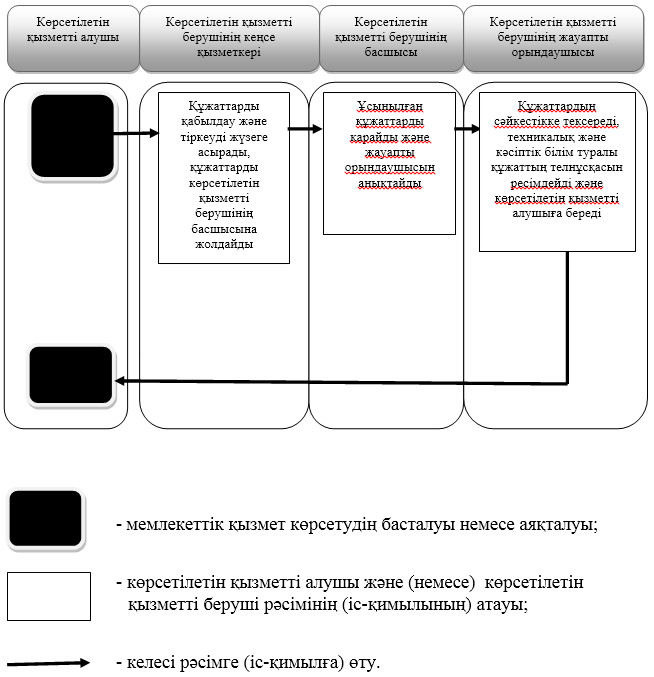 Көрсетілетін
қызметті алушы
Көрсетілетін қызметті
берушінің кеңсе
қызметкері
Көрсетілетін
қызметті берушінің
басшысы
Көрсетілетін қызметті
берушінің жауапты
орындаушысы
Құжаттарды
қабылдау және
тіркеуді жүзеге
асырады,
құжаттарды
көрсетілетін
қызметті
берушінің
басшысына
жолдайды
Ұсынылған
құжаттарды
қарайды және
жауапты
орындаушысын
анықтайды
Құжаттардың
сәйкестікке тексереді,
техникалық және
кәсіптік білім туралы
құжаттың телнұсқасын
ресімдейді және
көрсетілетін қызметті
алушыға береді
- мемлекеттік қызмет көрсетудің басталуы немесе аяқталуы;
- көрсетілетін қызметті алушы және (немесе) көрсетілетін
қызметті беруші рәсімінің (іс-қимылының) атауы;
- келесі рәсімге (іс-қимылға) өту.